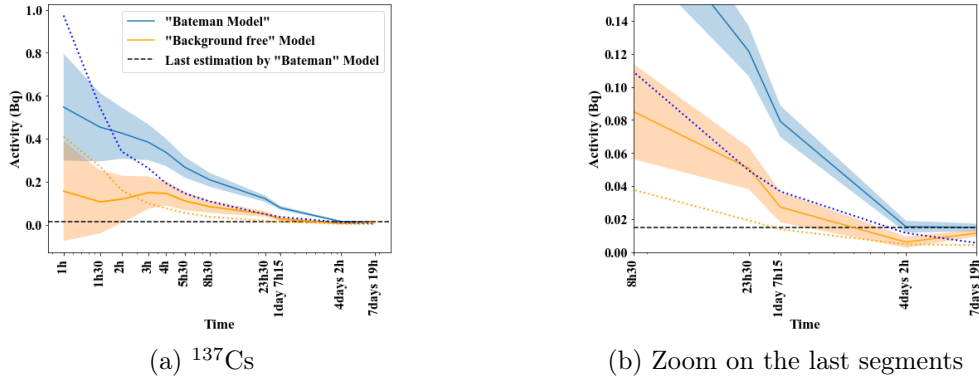 1.0
0.8
0.6
0.4
0.2
0.0
Activity (Bq)
"Bateman Model"
"Background free" Model
Last estimation by "Bateman" Model
1h
1h30
2h
3h
4h
5h30
8h30
23h30
1day 7h15
4days 2h
7days 19h
Time
(a) ¹³⁷Cs
0.14
0.12
0.10
0.08
0.06
0.04
0.02
0.00
Activity (Bq)
8h30
23h30
1day 7h15
4days 2h
7days 19h
Time
(b) Zoom on the last segments